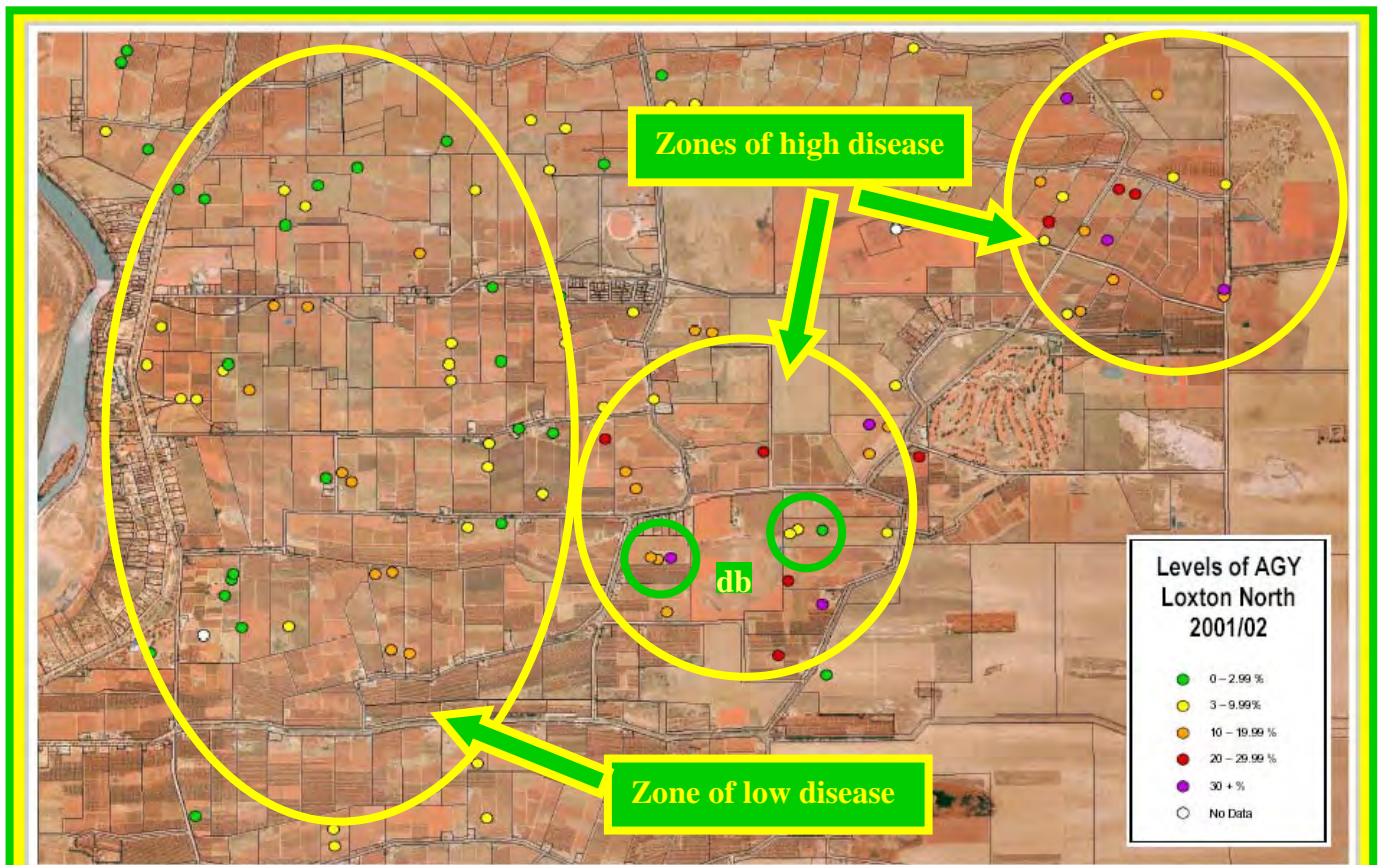 Zones of high disease
db
Zone of low disease
Levels of AGY
Loxton North
2001/02
0 – 2.99 %
3 – 9.99%
10 – 19.99 %
20 – 29.99 %
30 + %
No Data